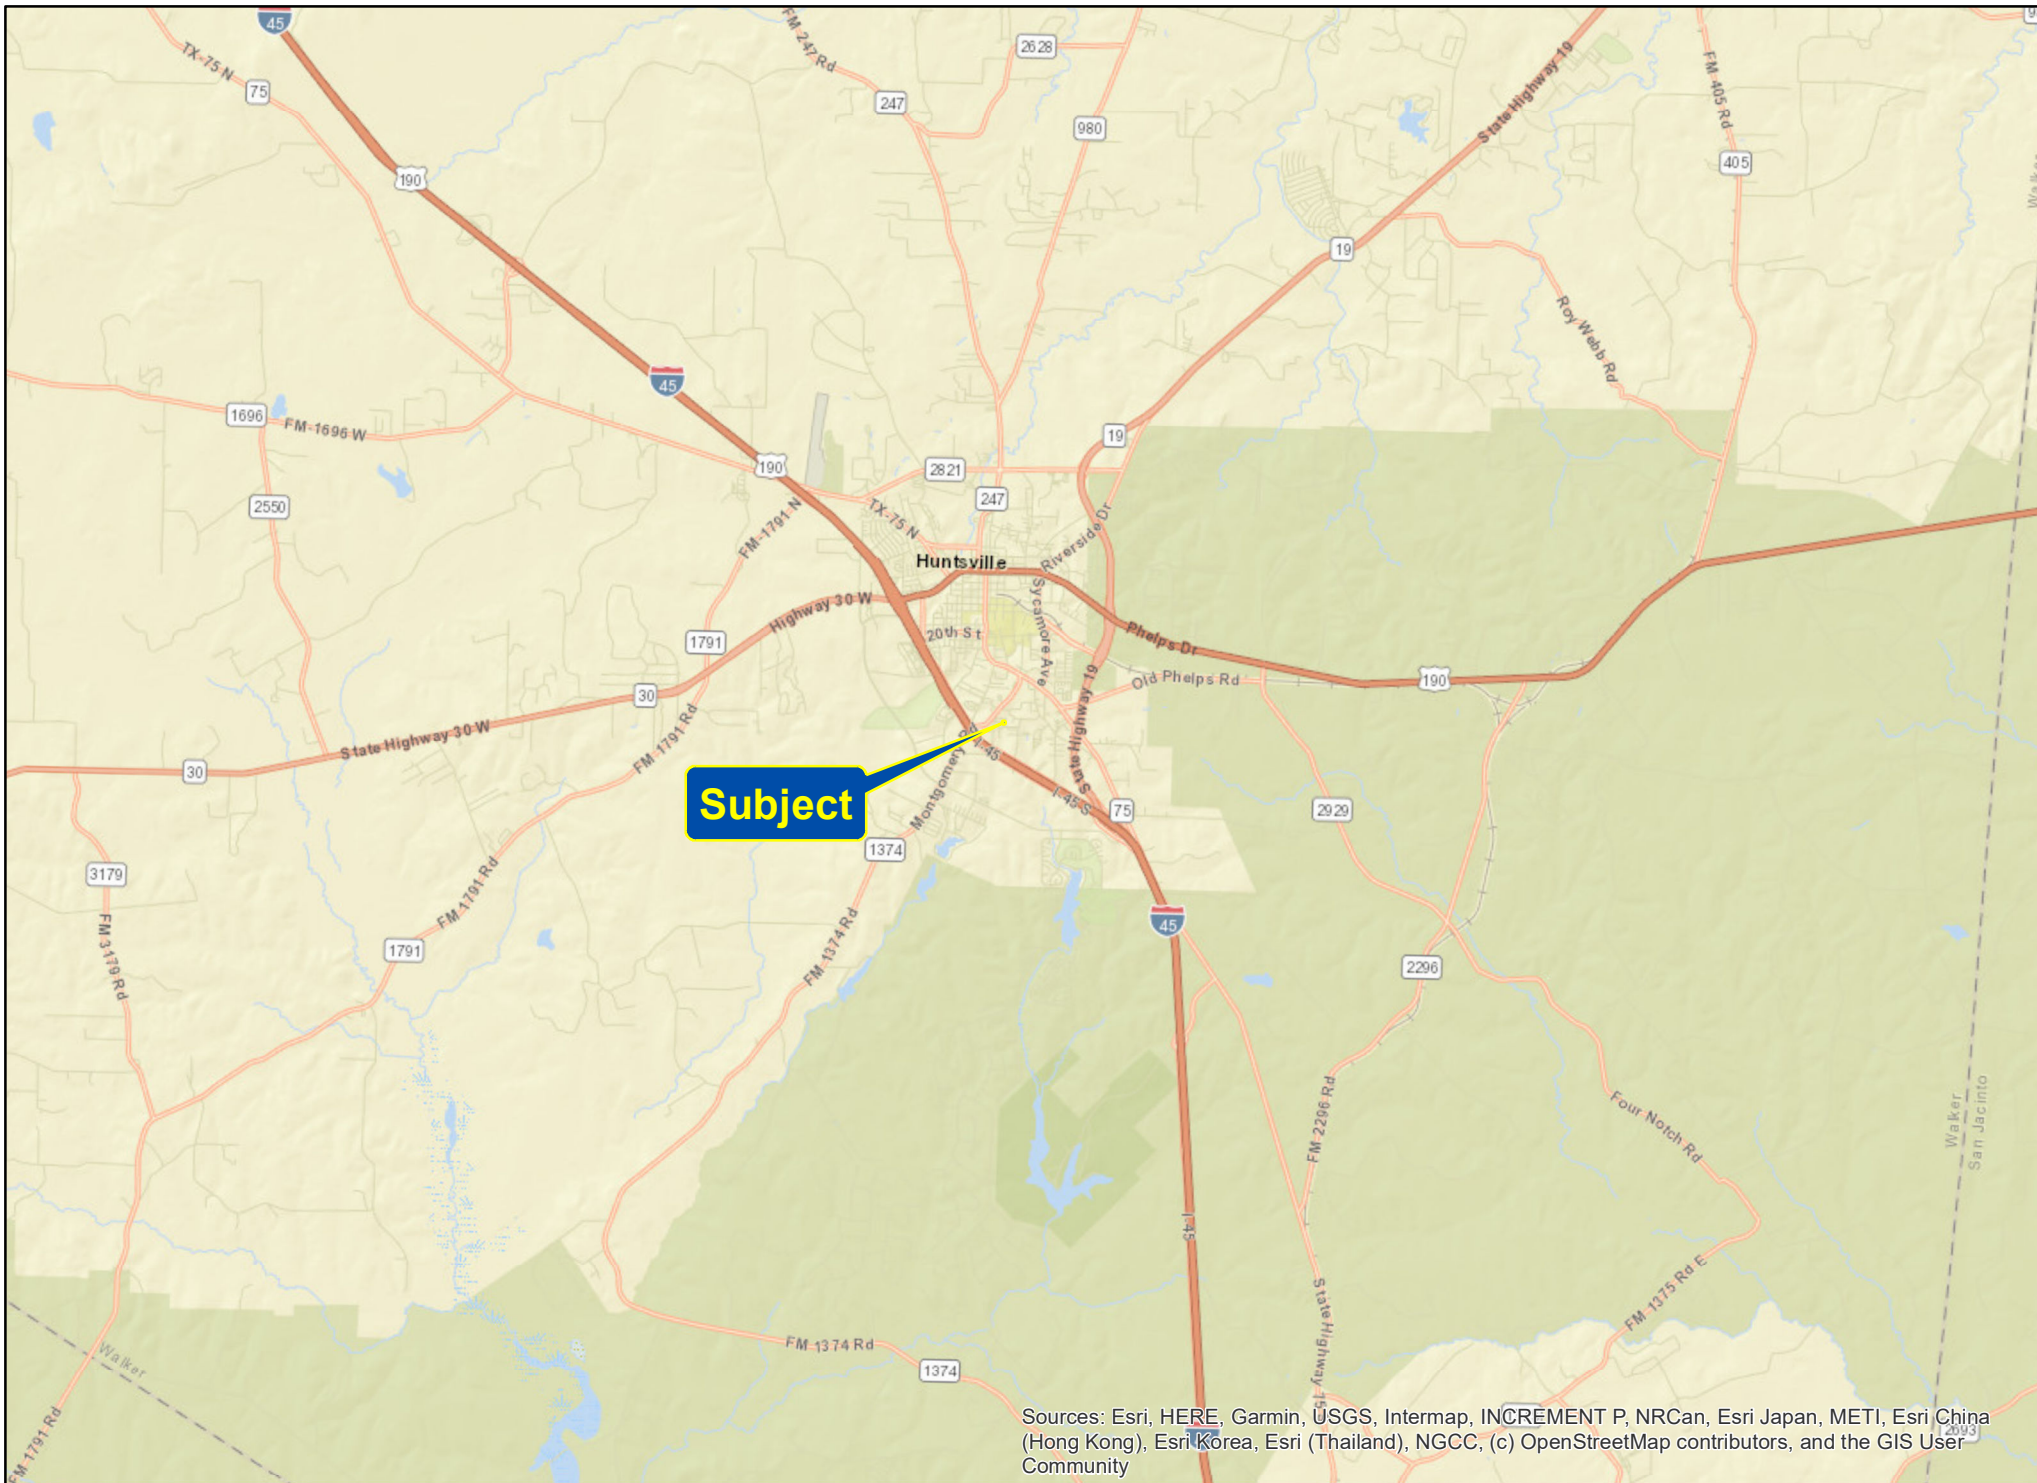 45
TX-75 N
75
FM 247 Rd
2628
247
980
State Highway 19
FM 405 Rd
405
190
19
Roy Webb Rd
45
1696
FM-1696 W
2550
190
2821
19
247
FM-1791 N
TX-75 N
Riverside Dr
Huntsville
Highway 30 W
20th St
Sycamore Ave
Phelps Dr
1791
Old Phelps Rd
190
30
State Highway 30 W
FM 1791 Rd
30
State Highway 19
I-45
Montgomery Rd
Subject
I-45 S
75
2929
1374
3179
FM 1791 Rd
FM 3179 Rd
1791
FM 1374 Rd
45
2296
FM 2296 Rd
Four Notch Rd
Walker
San Jacinto
I-45
FM 1375 Rd E
State Highway 75
FM 1374 Rd
1374
Walker
FM 1791 Rd
2693
Sources: Esri, HERE, Garmin, USGS, Intermap, INCREMENT P, NRCan, Esri Japan, METI, Esri China
(Hong Kong), Esri Korea, Esri (Thailand), NGCC, (c) OpenStreetMap contributors, and the GIS User
Community